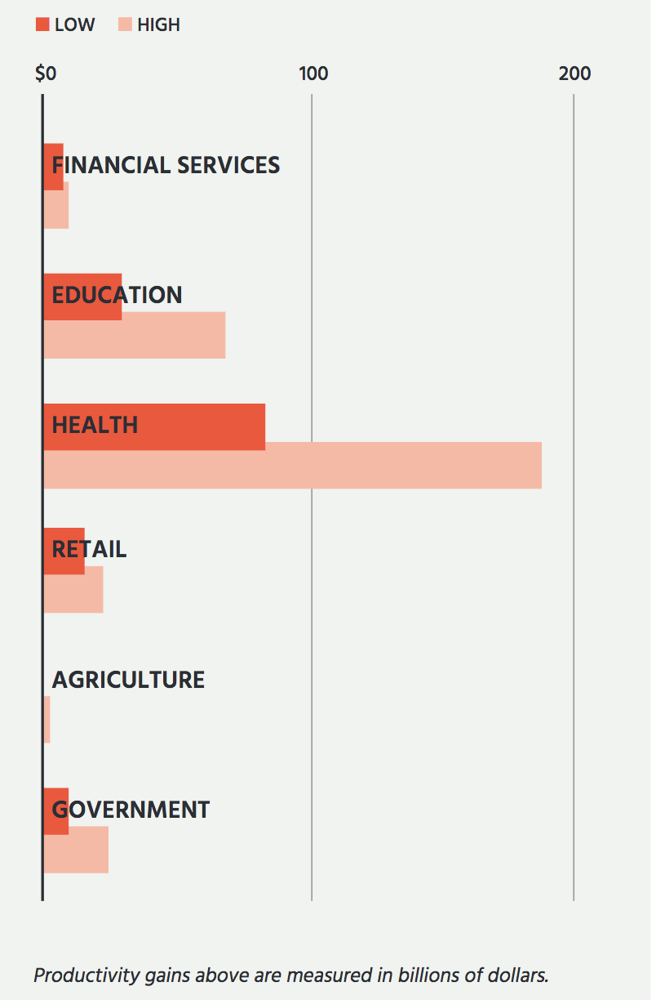 LOW HIGH
$0 100 200
FINANCIAL SERVICES
EDUCATION
HEALTH
RETAIL
AGRICULTURE
GOVERNMENT
Productivity gains above are measured in billions of dollars.